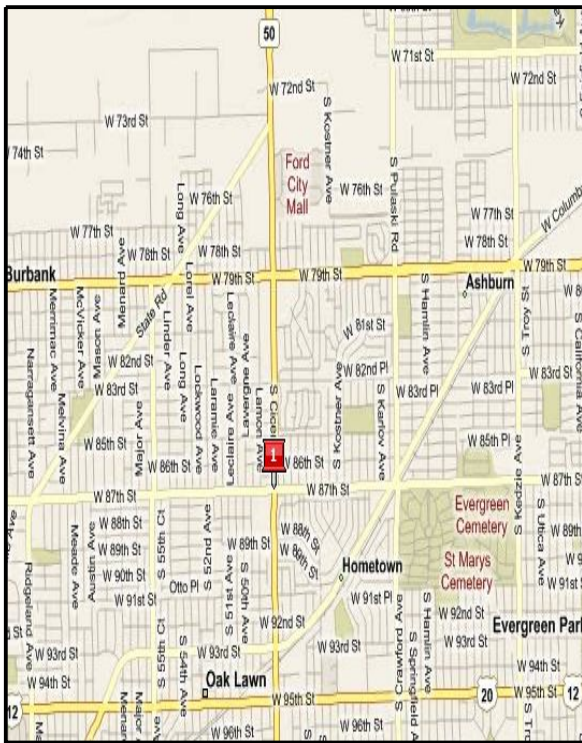 50
W 71st St
W 72nd St
W 72nd St
S Kostner Ave
W 73rd St
W 74th St
Ford
City
Mall
S Pulaski Rd
Long Ave
W 76th St
W 76th St
W 77th St
W 77th St
W Columb
Menard Ave
W 78th St
W 78th St
Burbank
Lorel Ave
W 79th St
W 79th St
W 79th St
State Rd
Ashburn
Merrimac Ave
McVicker Ave
Mason Ave
Linder Ave
Leclaire Ave
Lavergne Ave
S Cicero
W 81st St
S Hamlin Ave
S Troy St
S California Ave
W 82nd St
W 82nd Pl
Narragansett Ave
W 83rd St
Long Ave
Lockwood Ave
Laramie Ave
Leclaire Ave
Lamon Ave
S Kostner Ave
S Karlov Ave
W 83rd Pl
W 83rd Pl
W 83rd St
Melvina Ave
Major Ave
W 85th St
W 85th Pl
W 86th St
1
W 86th St
S Kedzie Ave
W 87th St
W 87th St
W 87th St
W 88th St
S 52nd Ave
W 88th St
Evergreen
Cemetery
S Utica Ave
Meade Ave
Austin Ave
W 89th St
S 55th Ct
W 89th St
W 90th St
Otto Pl
Hometown
St Marys
Cemetery
W 91st St
S 51st Ave
S 50th Ave
W 91st Pl
W 91st S
Ridgeland Ave
W 92nd St
W 92nd St
Evergreen Park
W 93rd St
S 55th Ct
S 54th Ave
W 93rd St
W 93rd St
S Crawford Ave
S Hamlin Ave
S Springfield A
W 93rd St
W 94th St
W 94th St
12
Oak Lawn
W 95th St
20
W 95th St
12
Major
W 96th St
W 96th St
W 96th St
S Tr